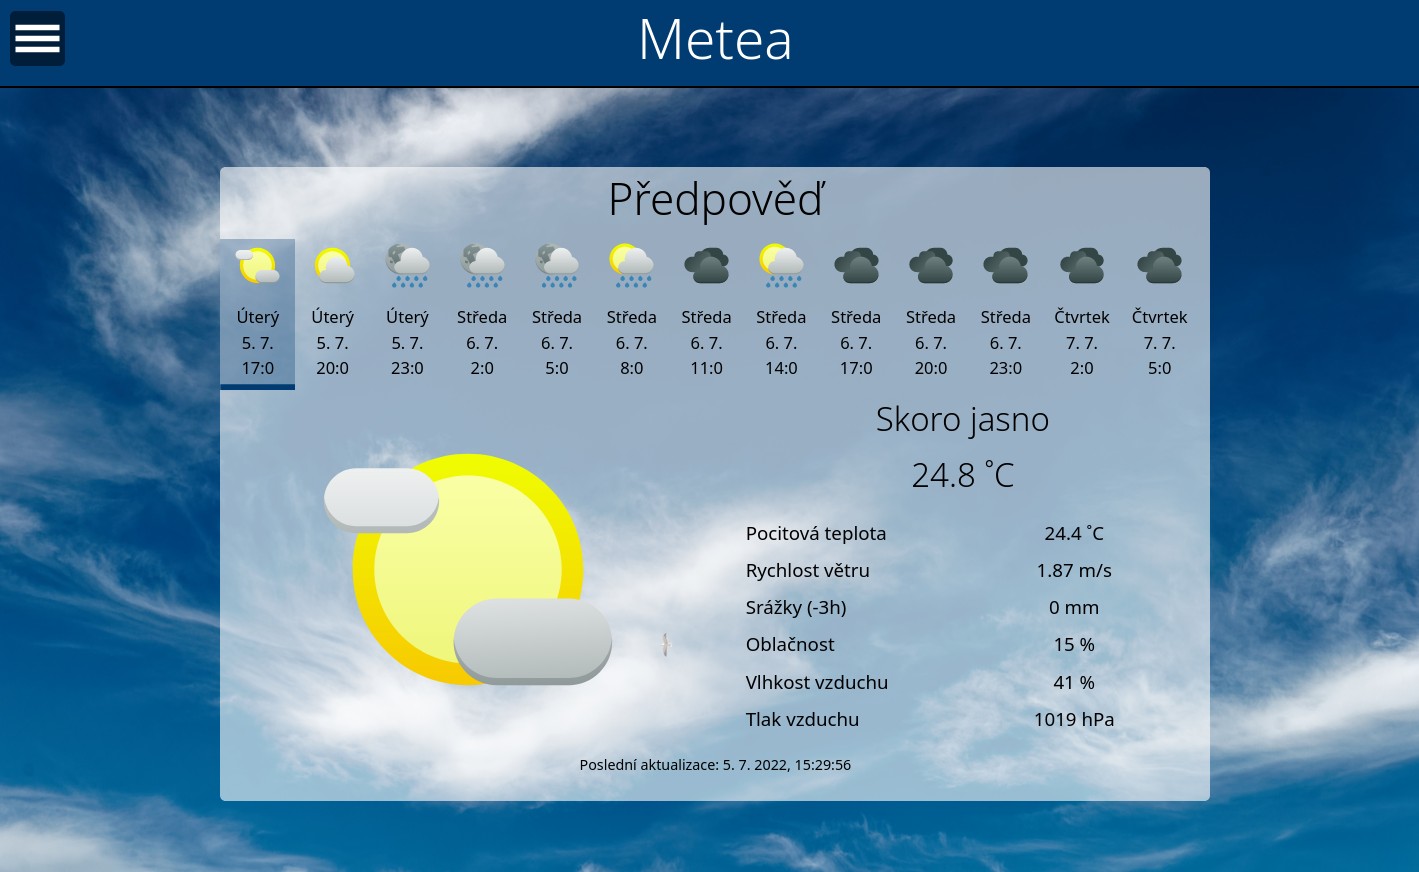 Metea
Předpověď
Úterý Úterý Úterý Středa Středa Středa Středa Středa Středa Středa Středa Čtvrtek Čtvrtek
5. 7. 5. 7. 5. 7. 6. 7. 6. 7. 6. 7. 6. 7. 6. 7. 6. 7. 6. 7. 6. 7. 7. 7. 7. 7.
17:0 20:0 23:0 2:0 5:0 8:0 11:0 14:0 17:0 20:0 23:0 2:0 5:0
Skoro jasno
24.8 °C
Pocitová teplota 24.4 °C
Rychlost větru 1.87 m/s
Srážky (-3h) 0 mm
Oblačnost 15 %
Vlhkost vzduchu 41 %
Tlak vzduchu 1019 hPa
Poslední aktualizace: 5. 7. 2022, 15:29:56